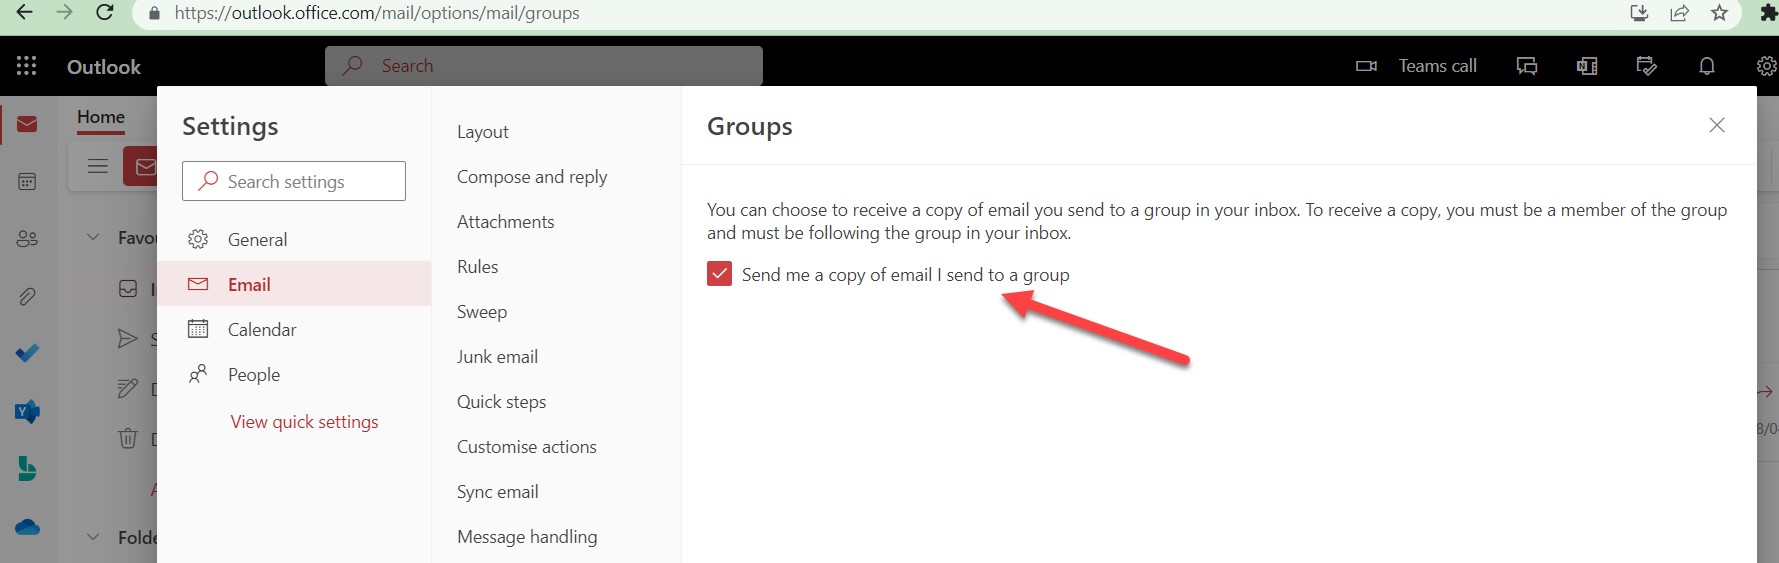 https://outlook.office.com/mail/options/mail/groups
Outlook
Search
Teams call
Home
Settings
Search settings
General
Email
Calendar
People
View quick settings
Layout
Compose and reply
Attachments
Rules
Sweep
Junk email
Quick steps
Customise actions
Sync email
Message handling
Groups
You can choose to receive a copy of email you send to a group in your inbox. To receive a copy, you must be a member of the group
and must be following the group in your inbox.
Send me a copy of email I send to a group